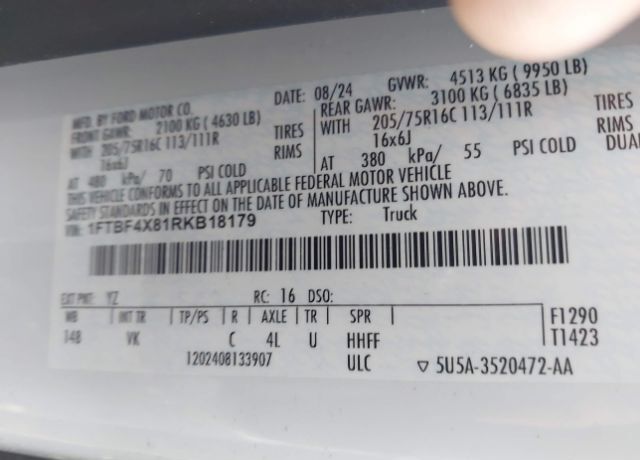 MFD. BY FORD MOTOR CO.
DATE: 08/24 GVWR: 4513 KG ( 9950 LB)
FRONT GAWR: 2100 KG ( 4630 LB) REAR GAWR: 3100 KG ( 6835 LB)
WITH 205/75R16C 113/111R TIRES WITH 205/75R16C 113/111R TIRES
16x6J RIMS 16x6J RIMS
AT 480 kPa/ 70 PSI COLD AT 380 kPa/ 55 PSI COLD DUAL
THIS VEHICLE CONFORMS TO ALL APPLICABLE FEDERAL MOTOR VEHICLE
SAFETY STANDARDS IN EFFECT ON THE DATE OF MANUFACTURE SHOWN ABOVE.
VIN: 1FTBF4X81RKB18179 TYPE: Truck
EXT PNT: YZ RC: 16 DSO:
WB INT TR TP/PS R AXLE TR SPR F1290
148 VK C 4L U HHFF T1423
1202408133907 ULC ▽ 5U5A-3520472-AA